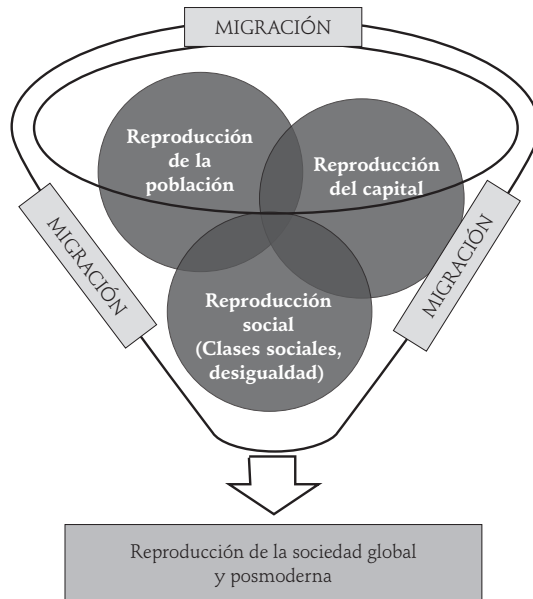 MIGRACIÓN
Reproducción
de la
población
Reproducción
del capital
MIGRACIÓN
MIGRACIÓN
Reproducción
social
(Clases sociales,
desigualdad)
Reproducción de la sociedad global
y posmoderna